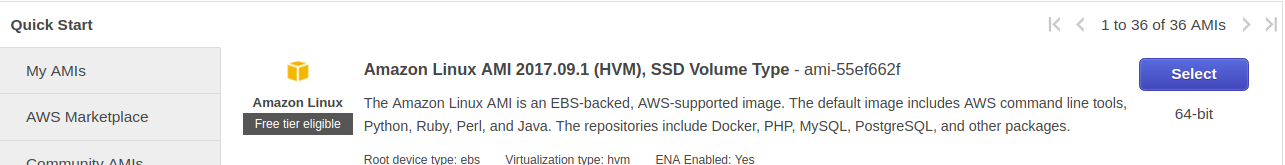 Quick Start
1 to 36 of 36 AMIs
My AMIs
AWS Marketplace
Community AMIs
Amazon Linux
Free tier eligible
Amazon Linux AMI 2017.09.1 (HVM), SSD Volume Type - ami-55ef662f
The Amazon Linux AMI is an EBS-backed, AWS-supported image. The default image includes AWS command line tools,
Python, Ruby, Perl, and Java. The repositories include Docker, PHP, MySQL, PostgreSQL, and other packages.
Root device type: ebs Virtualization type: hvm ENA Enabled: Yes
Select
64-bit